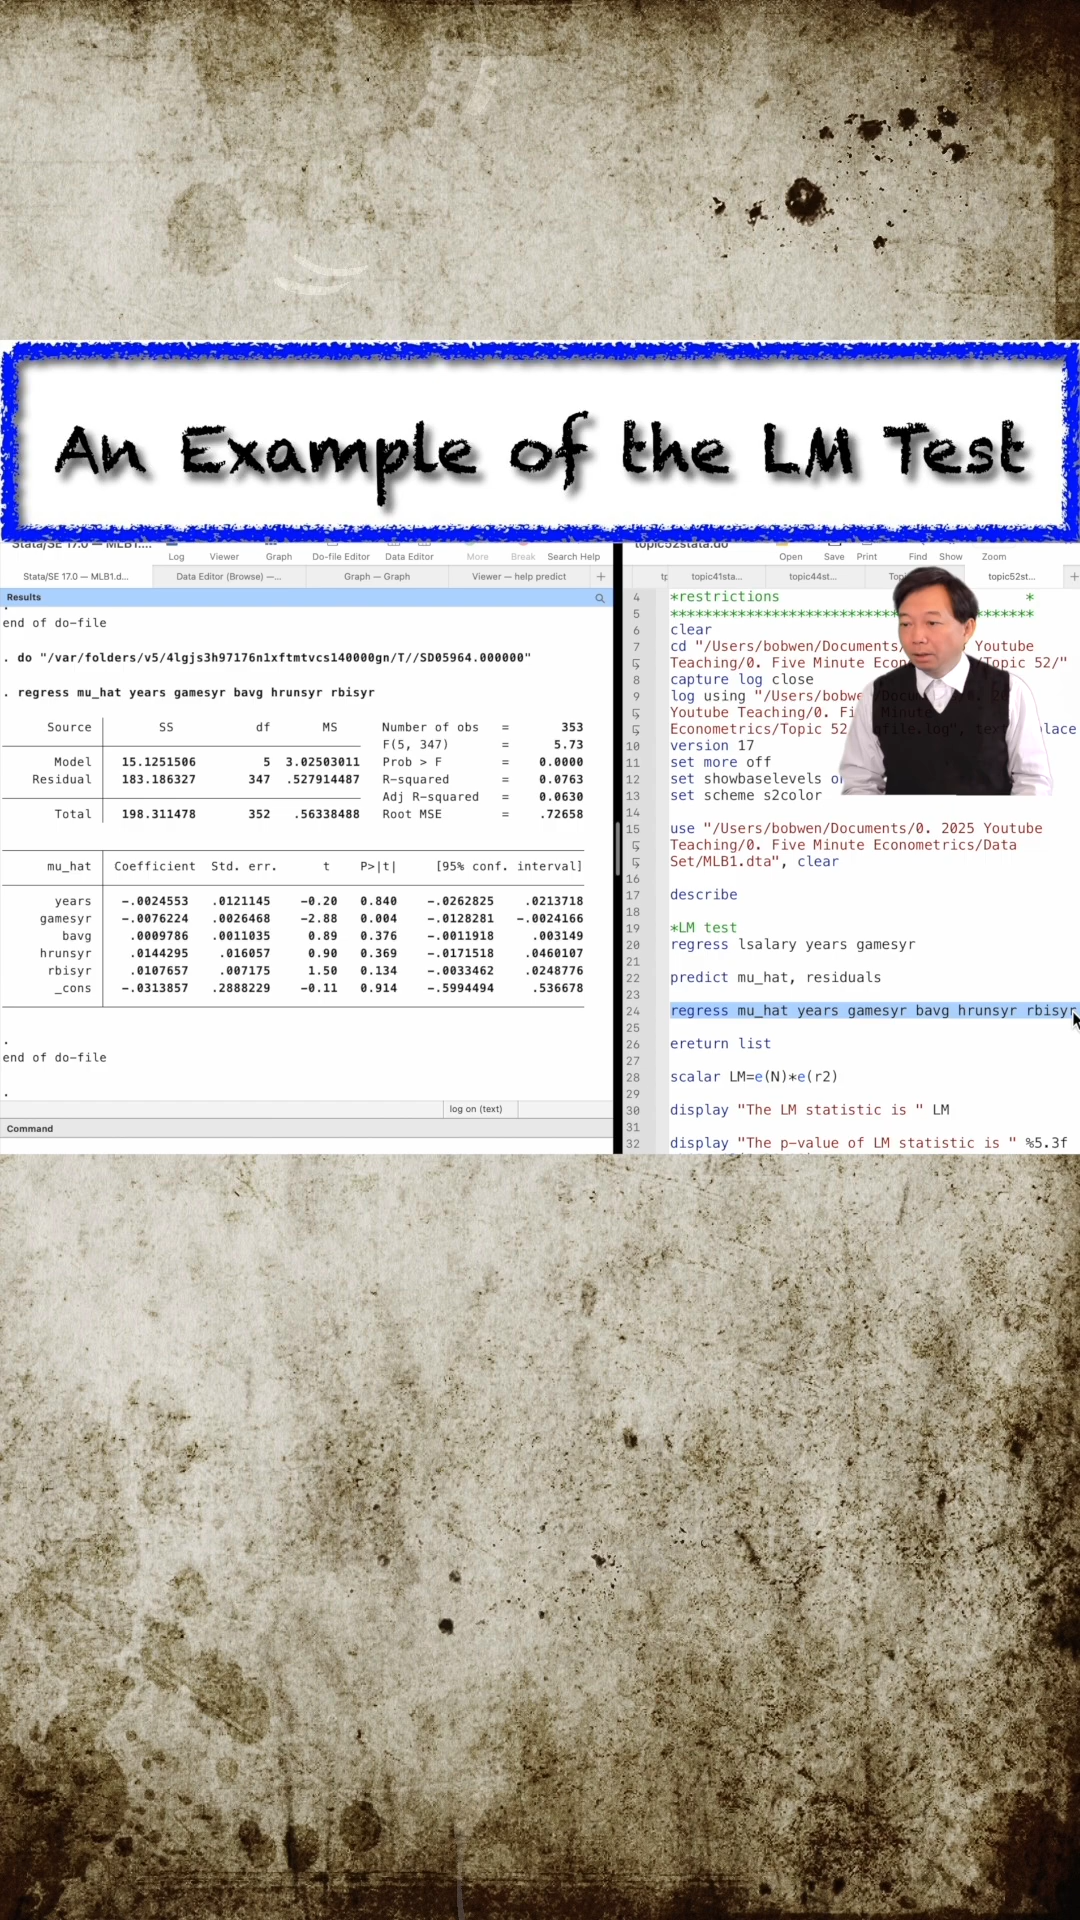 An Example of the LM Test
Stata/SE 17.0 — MLB1....
Log Viewer Graph Do-file Editor Data Editor More Break Search Help
Stata/SE 17.0 — MLB1.d... Data Editor (Browse) —... Graph — Graph Viewer — help predict +
Results
.
end of do-file
. do "/var/folders/v5/4lgjs3h97176n1xftmtvcs140000gn/T//SD05964.000000"
. regress mu_hat years gamesyr bavg hrunsyr rbisyr
Source SS df MS Number of obs = 353
F(5, 347) = 5.73
Model 15.1251506 5 3.02503011 Prob > F = 0.0000
Residual 183.186327 347 .527914487 R-squared = 0.0763
Adj R-squared = 0.0630
Total 198.311478 352 .56338488 Root MSE = .72658
mu_hat Coefficient Std. err. t P>|t| [95% conf. interval]
years -.0024553 .0121145 -0.20 0.840 -.0262825 .0213718
gamesyr -.0076224 .0026468 -2.88 0.004 -.0128281 -.0024166
bavg .0009786 .0011035 0.89 0.376 -.0011918 .003149
hrunsyr .0144295 .016057 0.90 0.369 -.0171518 .0460107
rbisyr .0107657 .007175 1.50 0.134 -.0033462 .0248776
_cons -.0313857 .2888229 -0.11 0.914 -.5994494 .536678
.
end of do-file
.
log on (text)
Command
topic52stata.do
Open Save Print Find Show Zoom
tp topic41sta... topic44st... Topi topic52st... +
4 *restrictions *
5 ********************************************
6 clear
7 cd "/Users/bobwen/Documents/ Youtube
Teaching/0. Five Minute Econ /Topic 52/"
8 capture log close
9 log using "/Users/bobwe
Youtube Teaching/0. Fi Minute
Econometrics/Topic 52 file.log", text place
10 version 17
11 set more off
12 set showbaselevels o
13 set scheme s2color
15 use "/Users/bobwen/Documents/0. 2025 Youtube
Teaching/0. Five Minute Econometrics/Data
Set/MLB1.dta", clear
16
17 describe
18
19 *LM test
20 regress lsalary years gamesyr
21
22 predict mu_hat, residuals
23
24 regress mu_hat years gamesyr bavg hrunsyr rbisyr
25
26 ereturn list
27
28 scalar LM=e(N)*e(r2)
29
30 display "The LM statistic is " LM
31
32 display "The p-value of LM statistic is " %5.3f